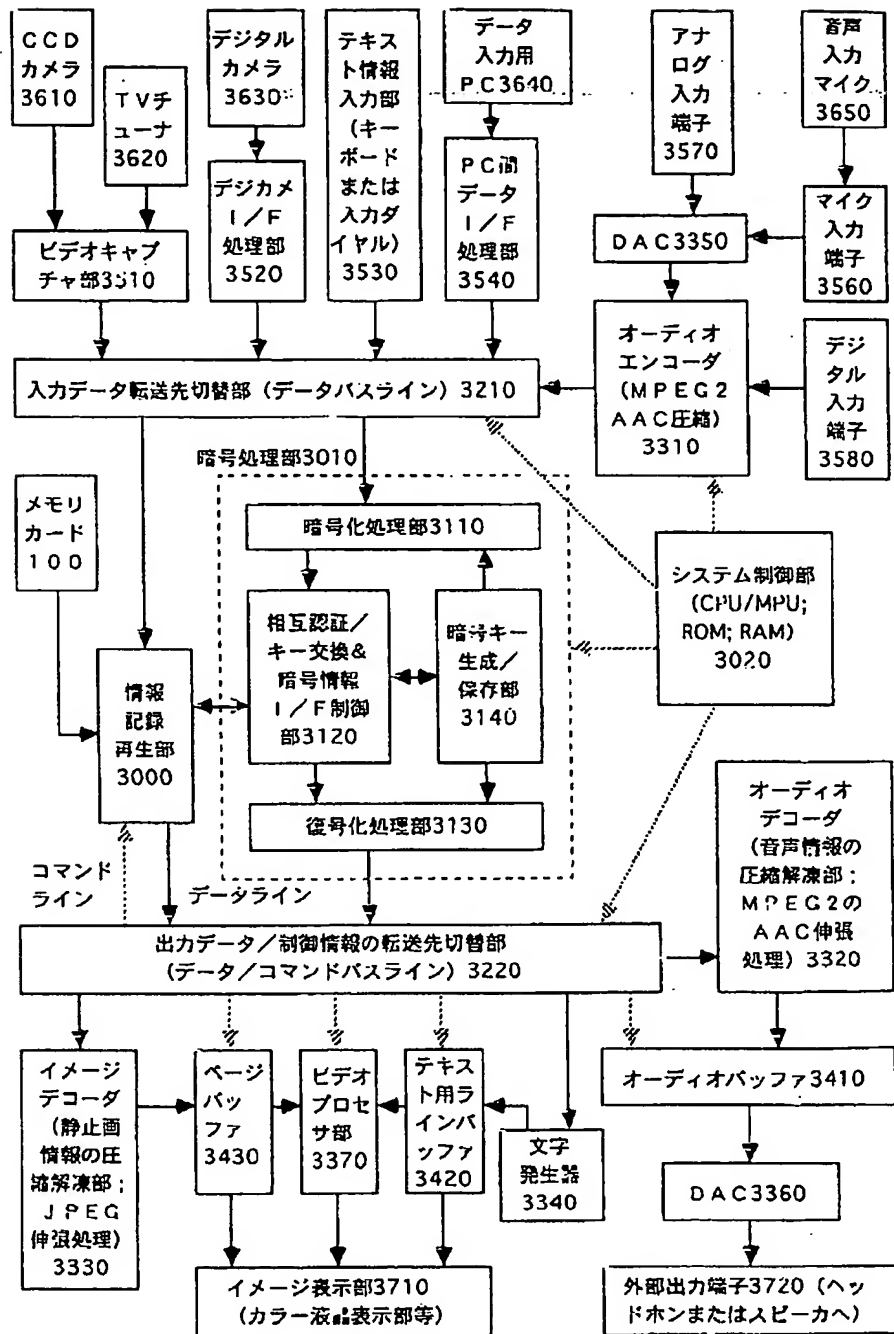 CCD
カメラ
3610
TVチ
ューナ
3620
デジタル
カメラ
3630
テキス
ト情報
入力部
(キー
ボード
または
入力ダ
イヤル)
3530
データ
入力用
PC3640
アナ
ログ
入力
端子
3570
音声
入力
マイク
3650
ビデオキャプ
チャ部3510
デジカメ
I/F
処理部
3520
PC間
データ
I/F
処理部
3540
DAC3350
マイク
入力
端子
3560
オーディオ
エンコーダ
(MPEG2
AAC圧縮)
3310
デジ
タル
入力
端子
3580
入力データ転送先切替部(データバスライン)3210
暗号処理部3010
メモリ
カード
100
暗号化処理部3110
システム制御部
(CPU/MPU;
ROM; RAM)
3020
相互認証/
キー交換&
暗号情報
I/F制御
部3120
暗号キー
生成/
保存部
3140
情報
記録
再生部
3000
復号化処理部3130
オーディオ
デコーダ
(音声情報の
圧縮解凍部;
MPEG2の
AAC伸張
処理)3320
コマンド
ライン
データライン
出力データ/制御情報の転送先切替部
(データ/コマンドバスライン)3220
イメージ
デコーダ
(静止画
情報の圧
縮解凍部;
JPEG
伸張処理)
3330
ページ
バッ
ファ
3430
ビデオ
プロセ
サ部
3370
テキス
ト用ラ
インバ
ッファ
3420
文字
発生器
3340
オーディオバッファ3410
DAC3360
イメージ表示部3710
(カラー液晶表示部等)
外部出力端子3720(ヘッ
ドホンまたはスピーカへ)